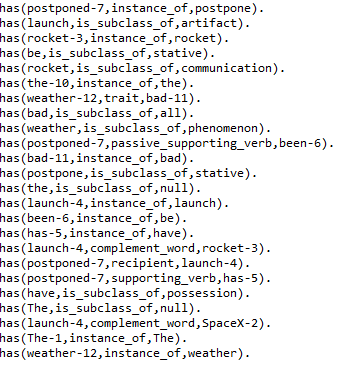 has(postponed-7,instance_of,postpone).
has(launch,is_subclass_of,artifact).
has(rocket-3,instance_of,rocket).
has(be,is_subclass_of,stative).
has(rocket,is_subclass_of,communication).
has(the-10,instance_of,the).
has(weather-12,trait,bad-11).
has(bad,is_subclass_of,all).
has(weather,is_subclass_of,phenomenon).
has(postponed-7,passive_supporting_verb,been-6).
has(bad-11,instance_of,bad).
has(postpone,is_subclass_of,stative).
has(the,is_subclass_of,null).
has(launch-4,instance_of,launch).
has(been-6,instance_of,be).
has(has-5,instance_of,have).
has(launch-4,complement_word,rocket-3).
has(postponed-7,recipient,launch-4).
has(postponed-7,supporting_verb,has-5).
has(have,is_subclass_of,possession).
has(The,is_subclass_of,null).
has(launch-4,complement_word,SpaceX-2).
has(The-1,instance_of,The).
has(weather-12,instance_of,weather).